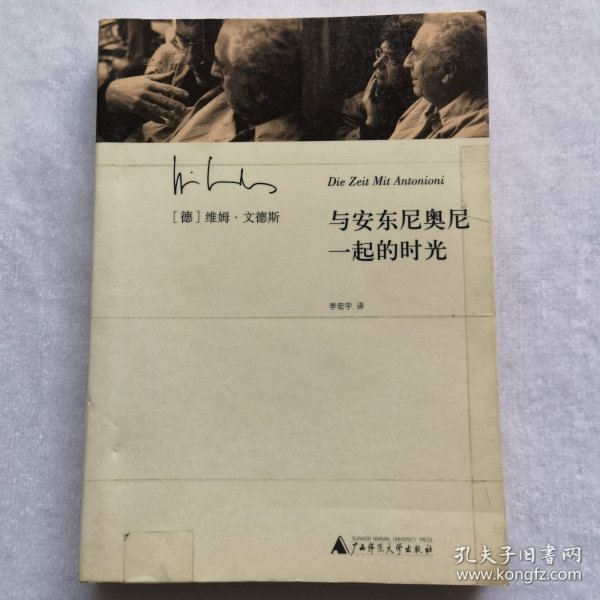 Die Zeit Mit Antonioni
[德]维姆·文德斯
与安东尼奥尼
一起的时光
李宏宇 译
GUANGXI NORMAL UNIVERSITY PRESS
广西师范大学出版社
孔夫子旧书网
www.kongfz.com